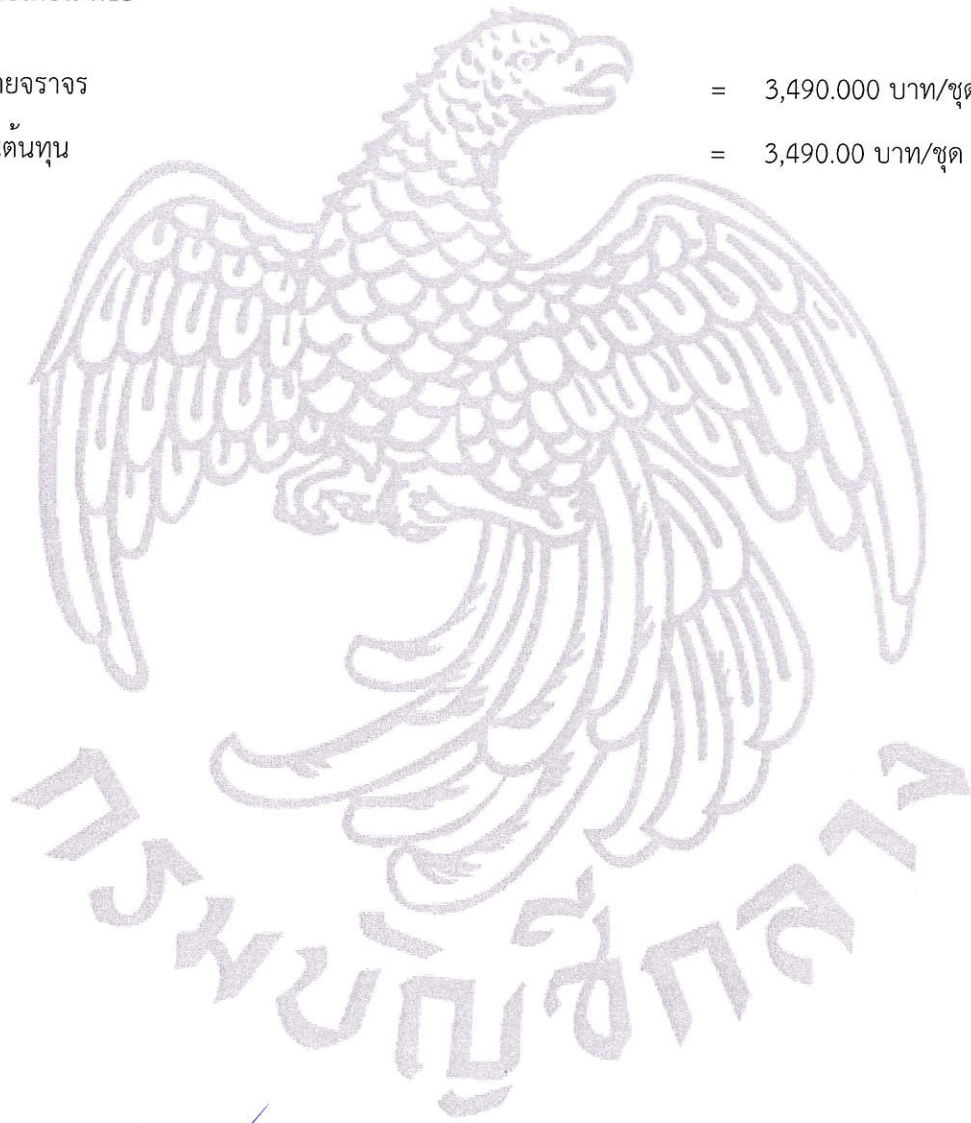 ายจราจร = 3,490.000 บาท/ชุด
ต้นทุน = 3,490.00 บาท/ชุด
กรมบัญชีกลาง